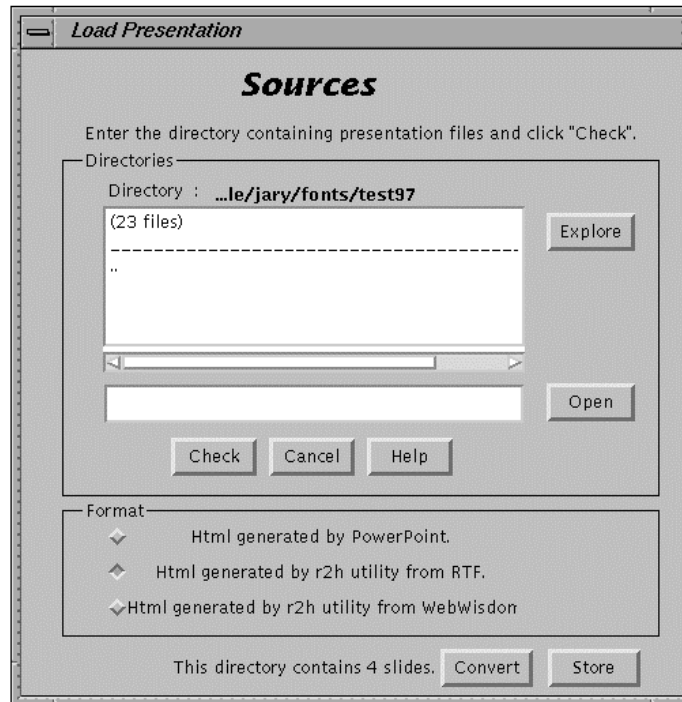 Load Presentation
Sources
Enter the directory containing presentation files and click "Check".
Directories
Directory : ...le/jary/fonts/test97
(23 files)
..
Explore
Open
Check Cancel Help
Format
Html generated by PowerPoint.
Html generated by r2h utility from RTF.
Html generated by r2h utility from WebWisdon
This directory contains 4 slides. Convert Store